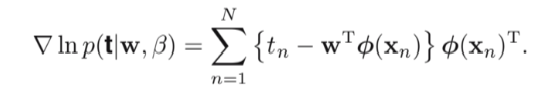 ∇ ln p(𝐭|𝐰, β) = ∑_{n=1}^{N} {t_n − 𝐰^T ϕ(𝐱_n)} ϕ(𝐱_n)^T.